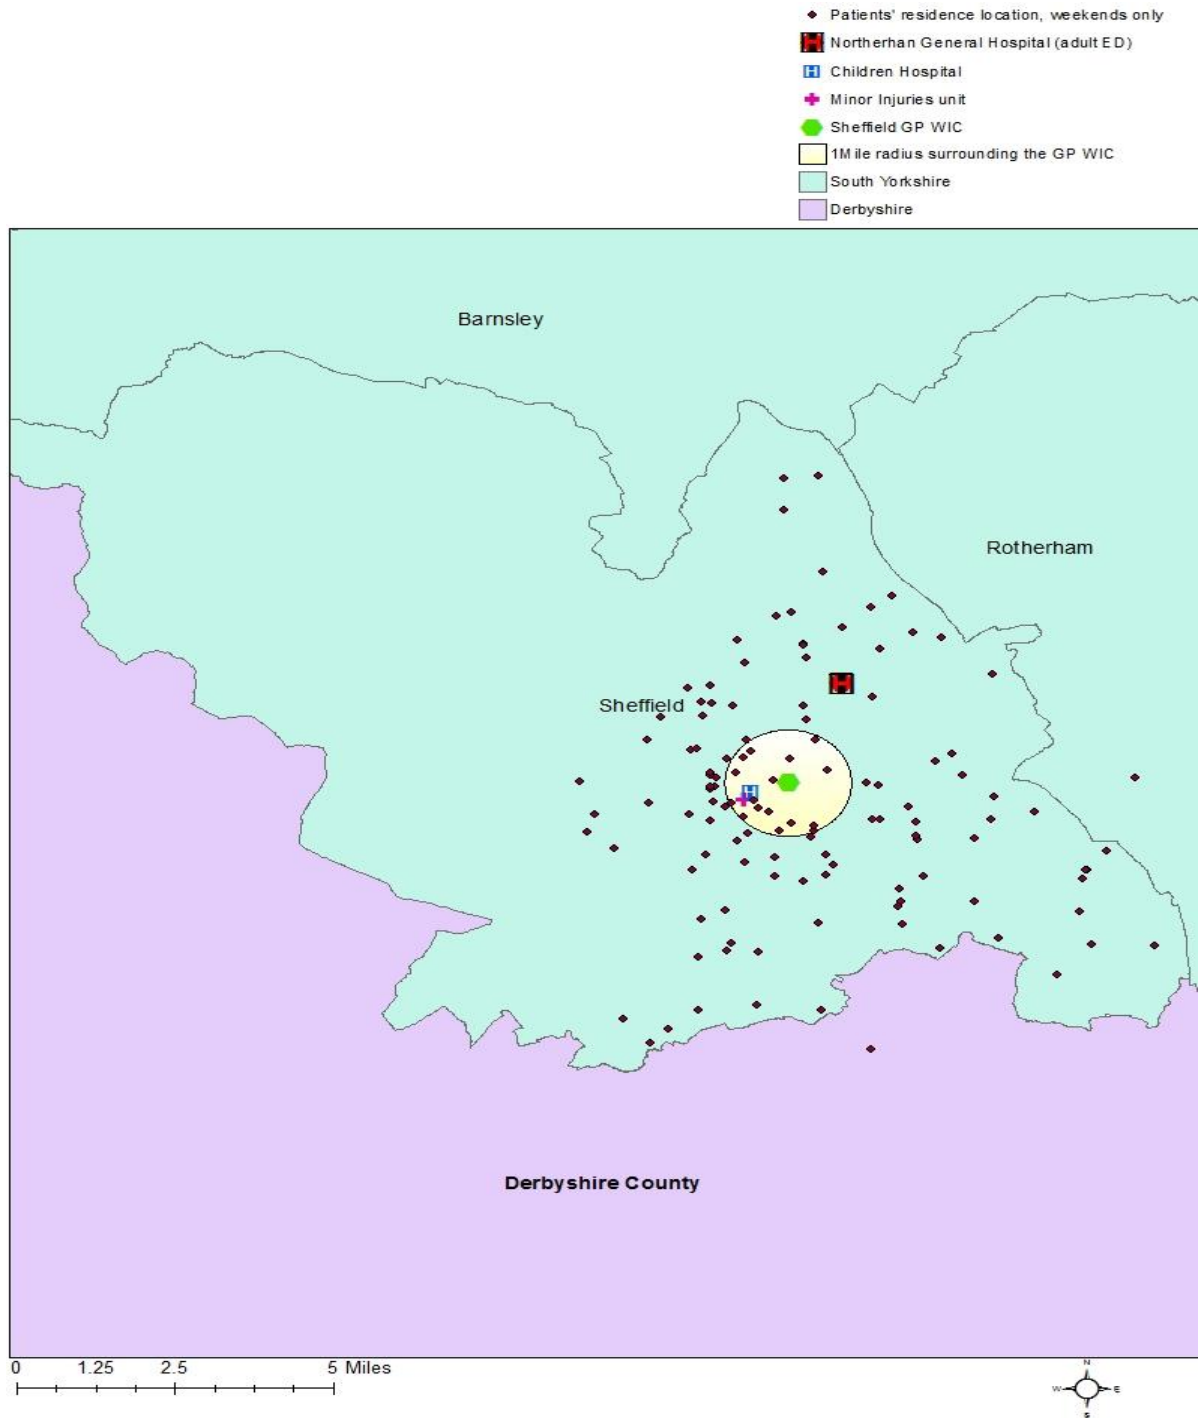 Patients' residence location, weekends only
H Northerhan General Hospital (adult ED)
H Children Hospital
Minor Injuries unit
Sheffield GP WIC
1Mile radius surrounding the GP WIC
South Yorkshire
Derbyshire
Barnsley
Rotherham
H
Sheffield
H
Derbyshire County
0 1.25 2.5 5 Miles
N
W E
S